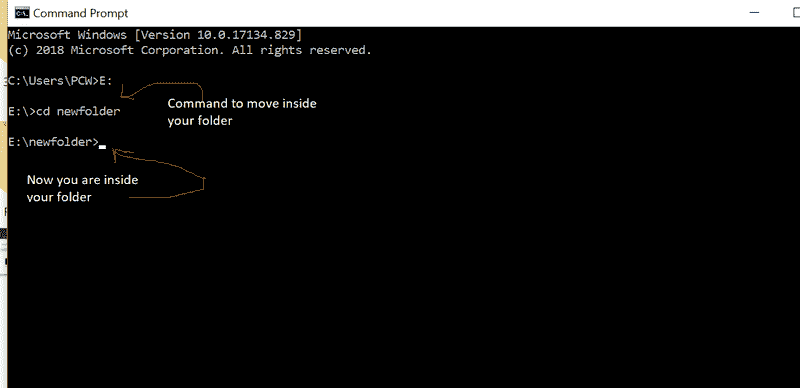 Command Prompt
Microsoft Windows [Version 10.0.17134.829]
(c) 2018 Microsoft Corporation. All rights reserved.
C:\Users\PCW>E:
E:\>cd newfolder
Command to move inside
your folder
E:\newfolder>
Now you are inside
your folder